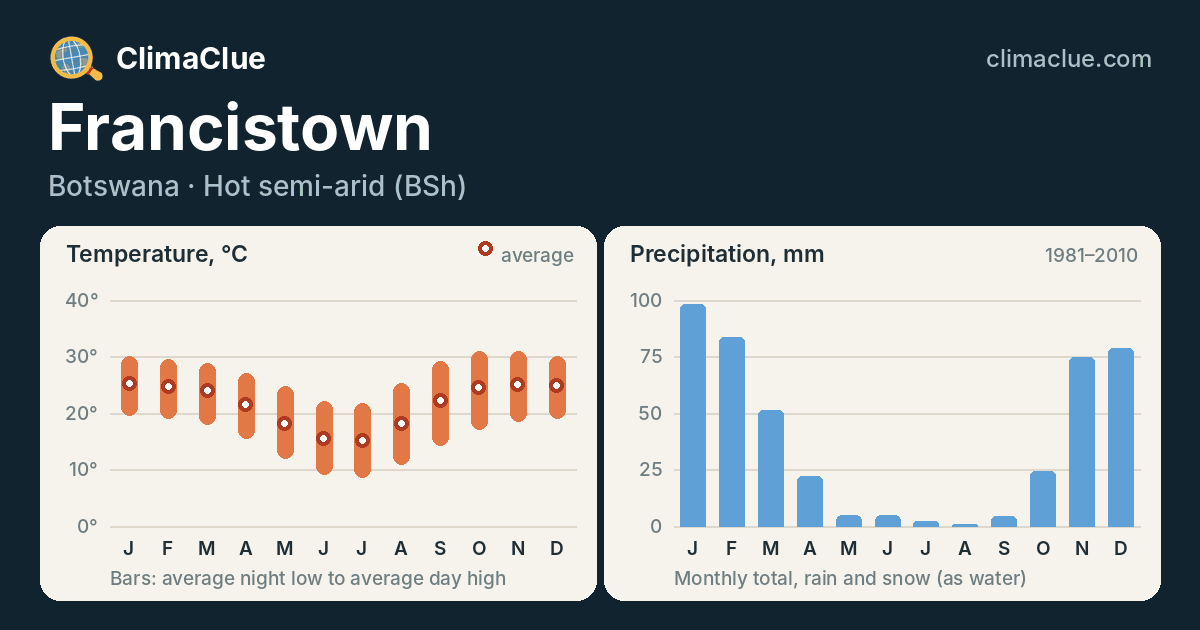 ClimaClue
climaclue.com
Francistown
Botswana · Hot semi-arid (BSh)
Temperature, °C
average
40°
30°
20°
10°
0°
J F M A M J J A S O N D
Bars: average night low to average day high
Precipitation, mm
1981–2010
100
75
50
25
0
J F M A M J J A S O N D
Monthly total, rain and snow (as water)